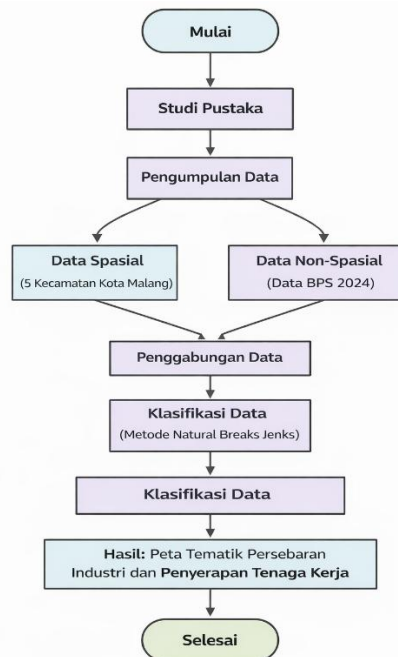 Mulai
Studi Pustaka
Pengumpulan Data
Data Spasial
(5 Kecamatan Kota Malang)
Data Non-Spasial
(Data BPS 2024)
Penggabungan Data
Klasifikasi Data
(Metode Natural Breaks Jenks)
Klasifikasi Data
Hasil: Peta Tematik Persebaran
Industri dan Penyerapan Tenaga Kerja
Selesai